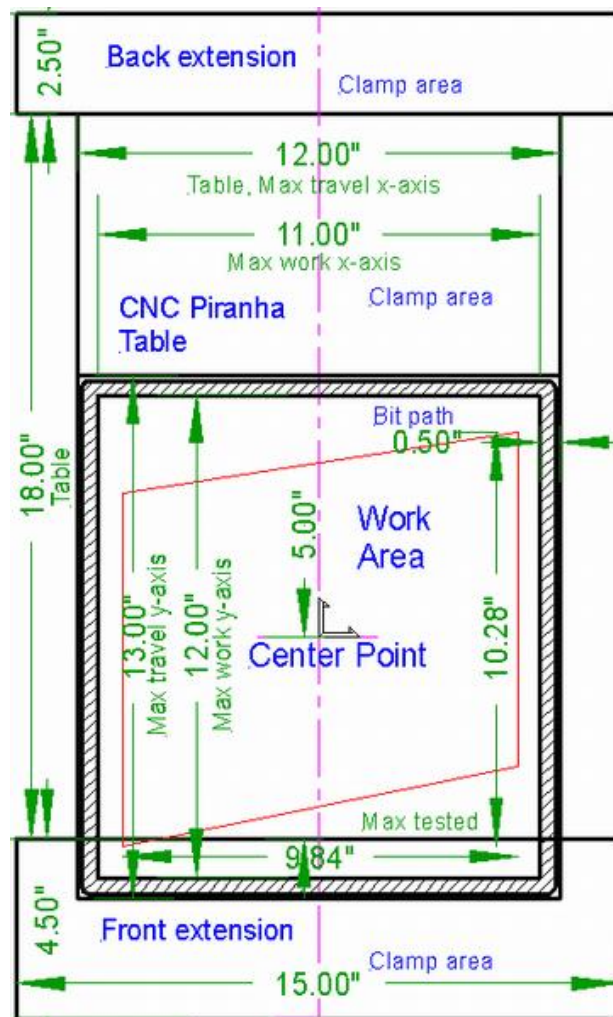 2.50"
Back extension
Clamp area
12.00"
Table, Max travel x-axis
11.00"
Max work x-axis
Clamp area
CNC Piranha
Table
Bit path
0.50"
18.00"
Table
5.00"
Work
Area
13.00"
Max travel y-axis
12.00"
Max work y-axis
10.28"
Center Point
Max tested
9.84"
4.50"
Front extension
Clamp area
15.00"